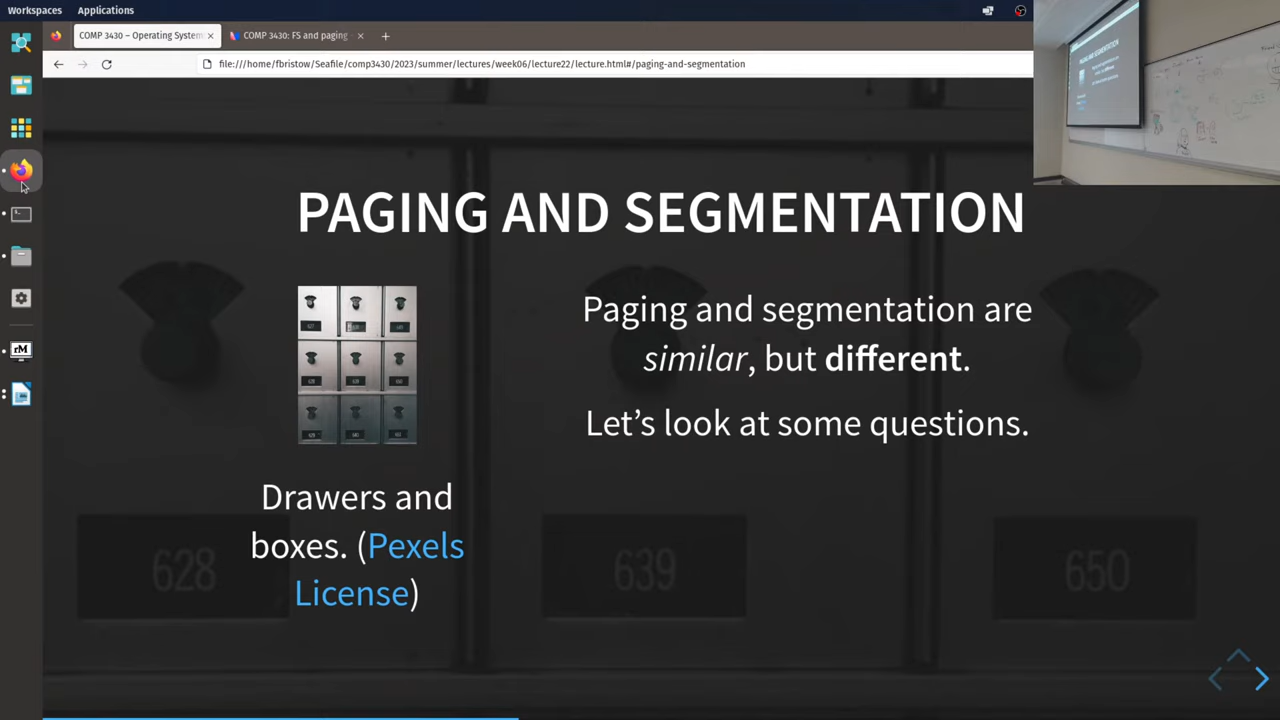 Workspaces Applications
COMP 3430 – Operating System
COMP 3430: FS and paging
file:///home/fbristow/Seafile/comp3430/2023/summer/lectures/week06/lecture22/lecture.html#/paging-and-segmentation
PAGING AND SEGMENTATION
Paging and segmentation are
similar, but different.
Let’s look at some questions.
Drawers and
boxes. (Pexels
License)
628 639 650
rM